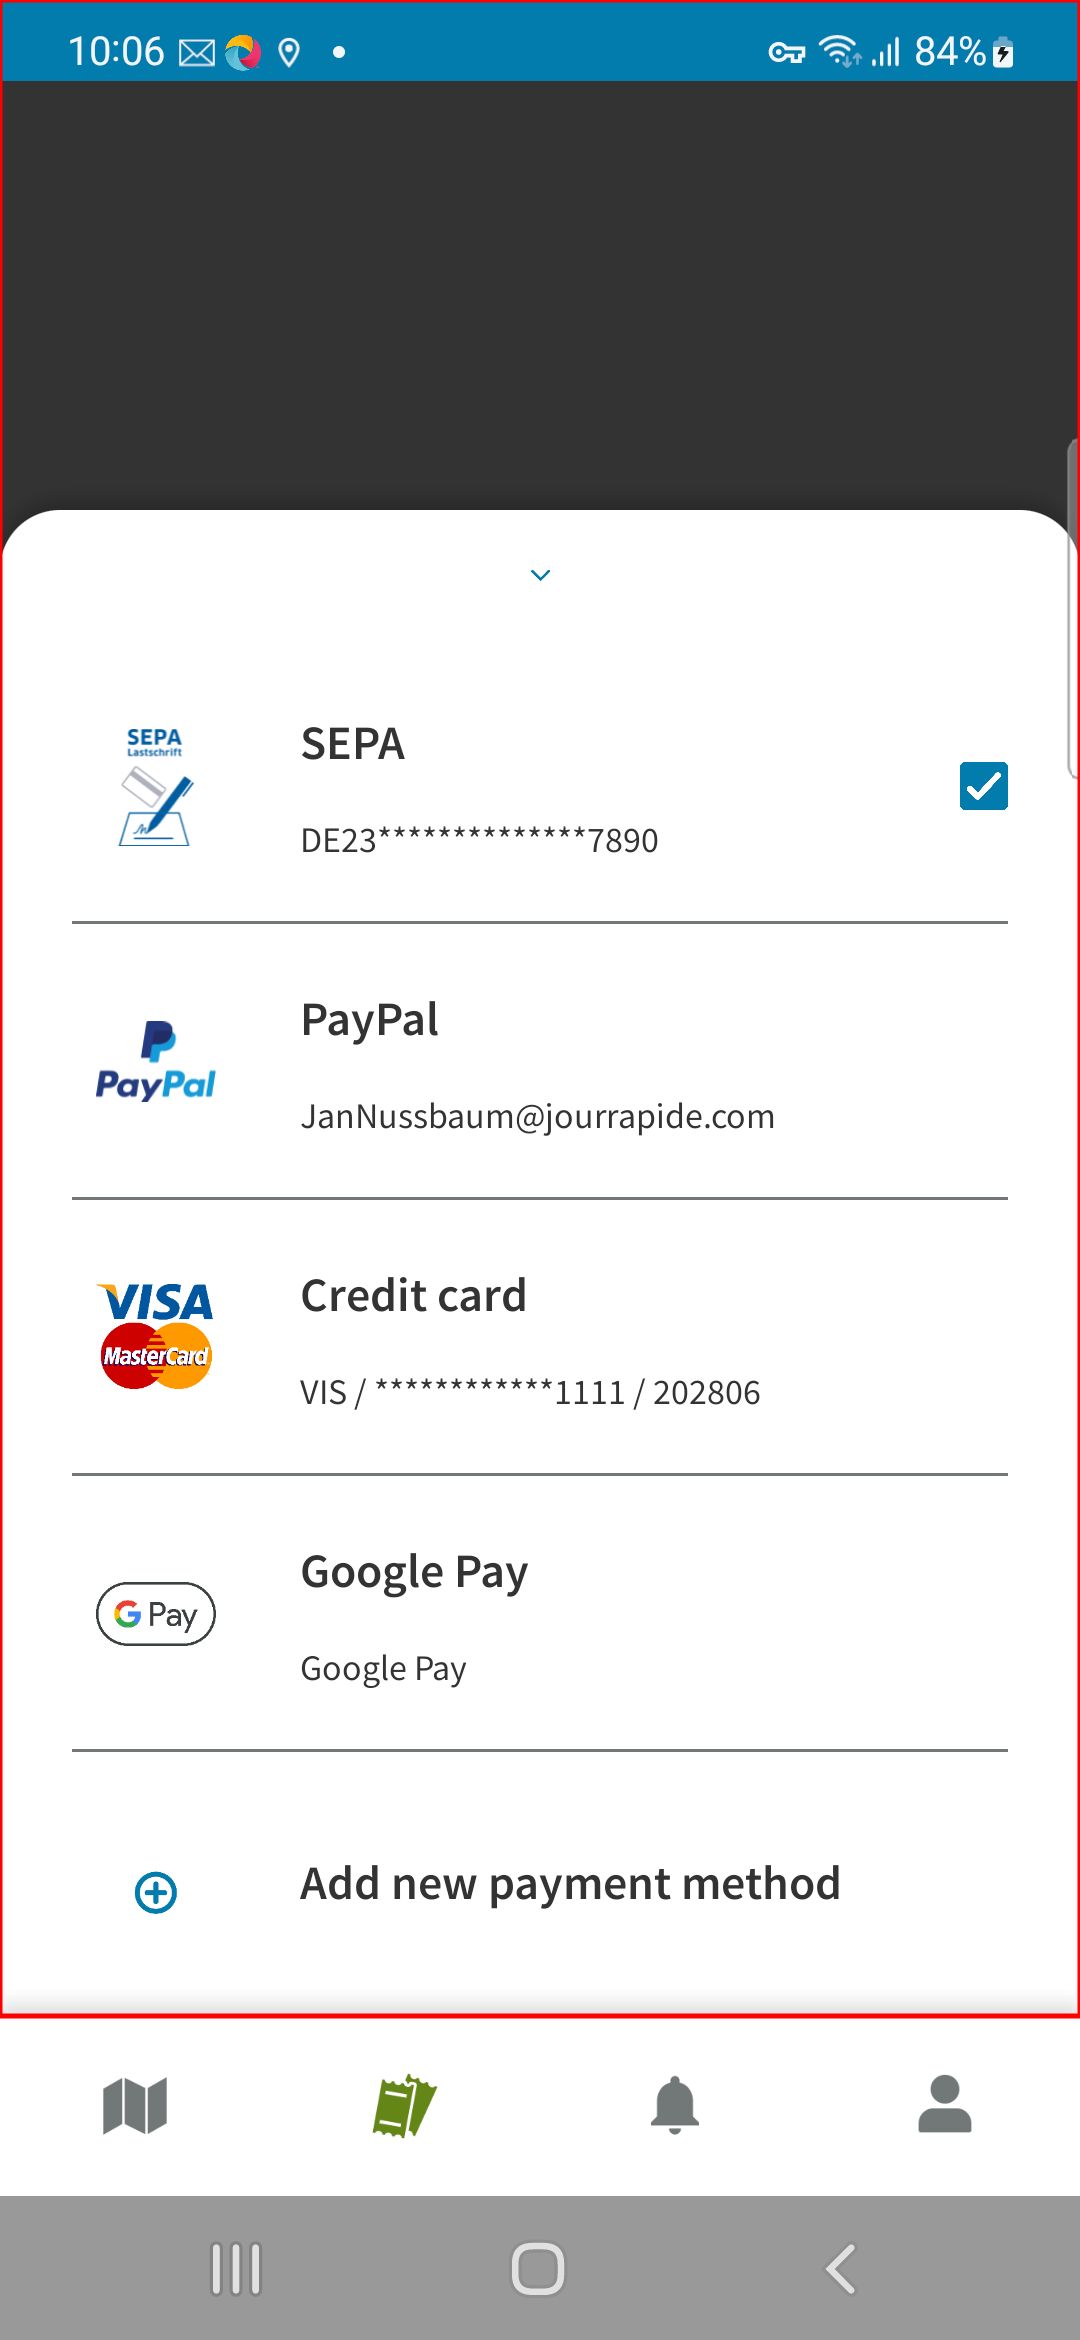 10:06
84%
SEPA
Lastschrift
SEPA
DE23**************7890
PayPal
PayPal
JanNussbaum@jourrapide.com
VISA
MasterCard
Credit card
VIS / ************1111 / 202806
G Pay
Google Pay
Google Pay
Add new payment method